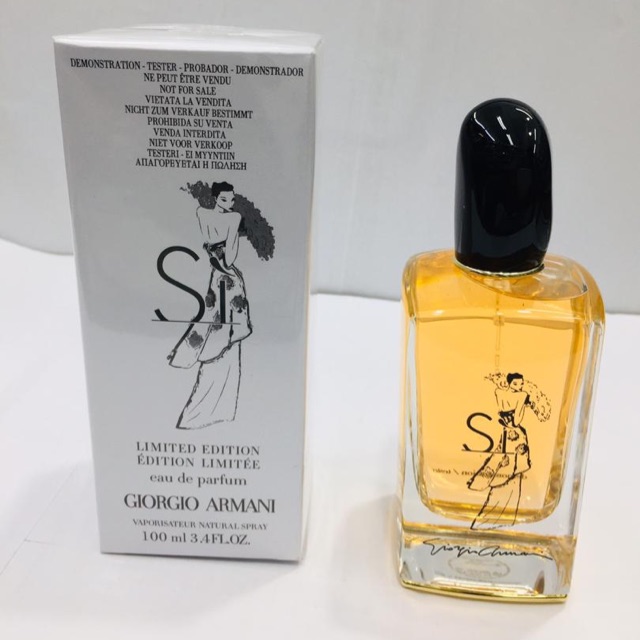 DEMONSTRATION - TESTER - PROBADOR - DEMONSTRADOR
NE PEUT ÊTRE VENDU
NOT FOR SALE
VIETATA LA VENDITA
NICHT ZUM VERKAUF BESTIMMT
PROHIBIDA SU VENTA
VENDA INTERDITA
NIET VOOR VERKOOP
TESTERI - EI MYYNTIIN
ΑΠΑΓΟΡΕΥΕΤΑΙ Η ΠΩΛΗΣΗ
Sì
LIMITED EDITION
ÉDITION LIMITÉE
eau de parfum
GIORGIO ARMANI
VAPORISATEUR NATURAL SPRAY
100 ml 3.4FL.OZ.
Sì
Giorgio Armani